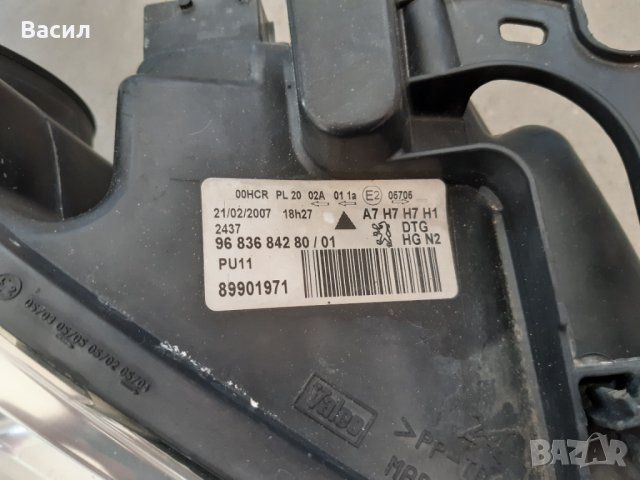 Васил
00HCR PL 20 02A 01 1a E2 05705
21/02/2007 18h27 A7 H7 H7 H1
2437 DTG
96 836 842 80 / 01 HG N2
PU11
89901971
Valeo
BAZAR